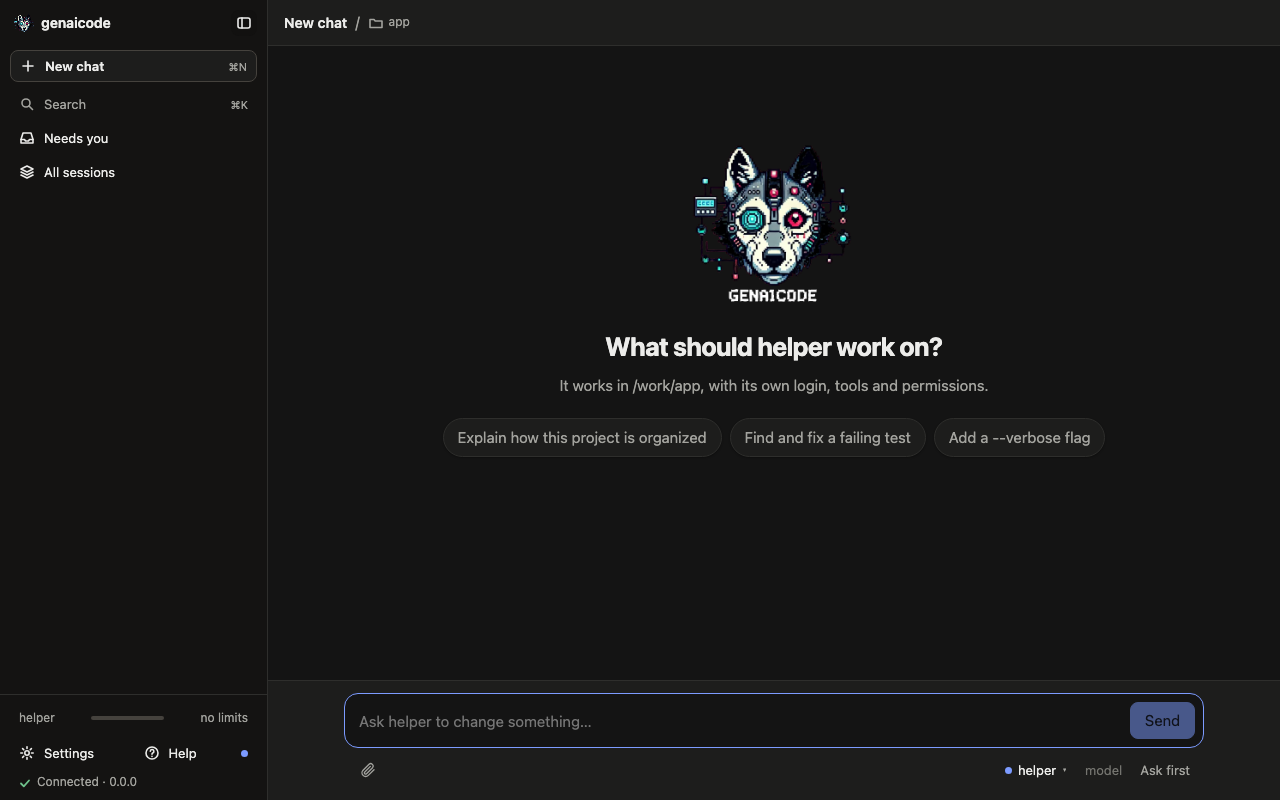 genaicode
New chat ⌘N
Search ⌘K
Needs you
All sessions
helper no limits
Settings Help
Connected · 0.0.0
New chat / app
GENAICODE
What should helper work on?
It works in /work/app, with its own login, tools and permissions.
Explain how this project is organized Find and fix a failing test Add a --verbose flag
Ask helper to change something... Send
helper model Ask first